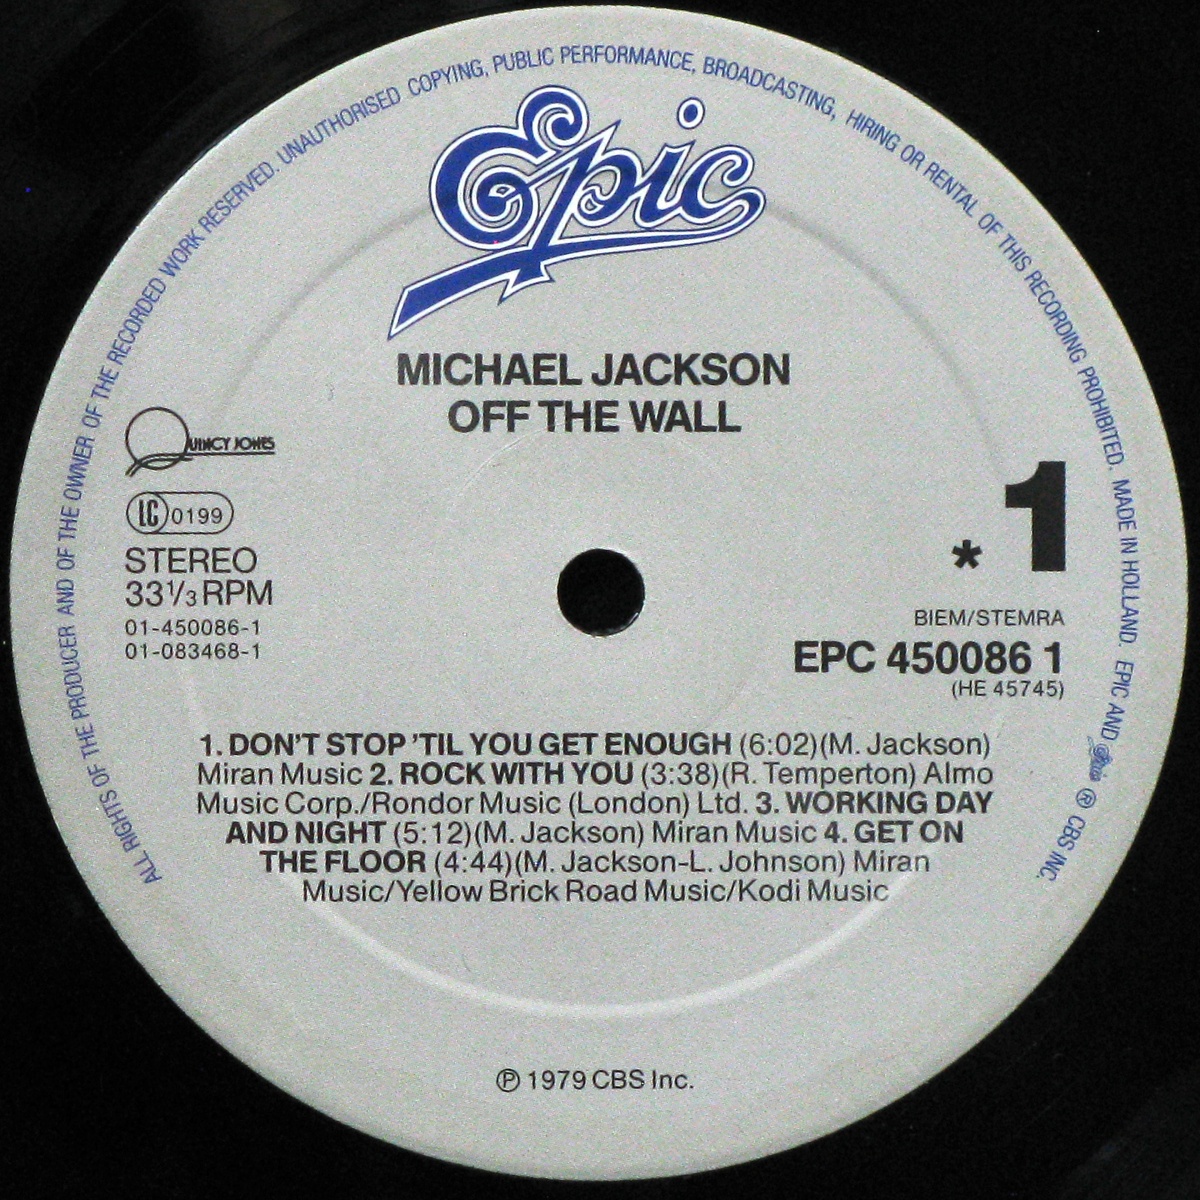 ALL RIGHTS OF THE PRODUCER AND OF THE OWNER OF THE RECORDED WORK RESERVED. UNAUTHORISED COPYING, PUBLIC PERFORMANCE, BROADCASTING, HIRING OR RENTAL OF THIS RECORDING PROHIBITED. MADE IN HOLLAND. EPIC AND Epic ® CBS INC.
Epic
MICHAEL JACKSON
OFF THE WALL
QUINCY JONES
LC 0199
STEREO
33 1/3 RPM
01-450086-1
01-083468-1
* 1
BIEM/STEMRA
EPC 450086 1
(HE 45745)
1. DON'T STOP 'TIL YOU GET ENOUGH (6:02)(M. Jackson)
Miran Music 2. ROCK WITH YOU (3:38)(R. Temperton) Almo
Music Corp./Rondor Music (London) Ltd. 3. WORKING DAY
AND NIGHT (5:12)(M. Jackson) Miran Music 4. GET ON
THE FLOOR (4:44)(M. Jackson-L. Johnson) Miran
Music/Yellow Brick Road Music/Kodi Music
℗ 1979 CBS Inc.